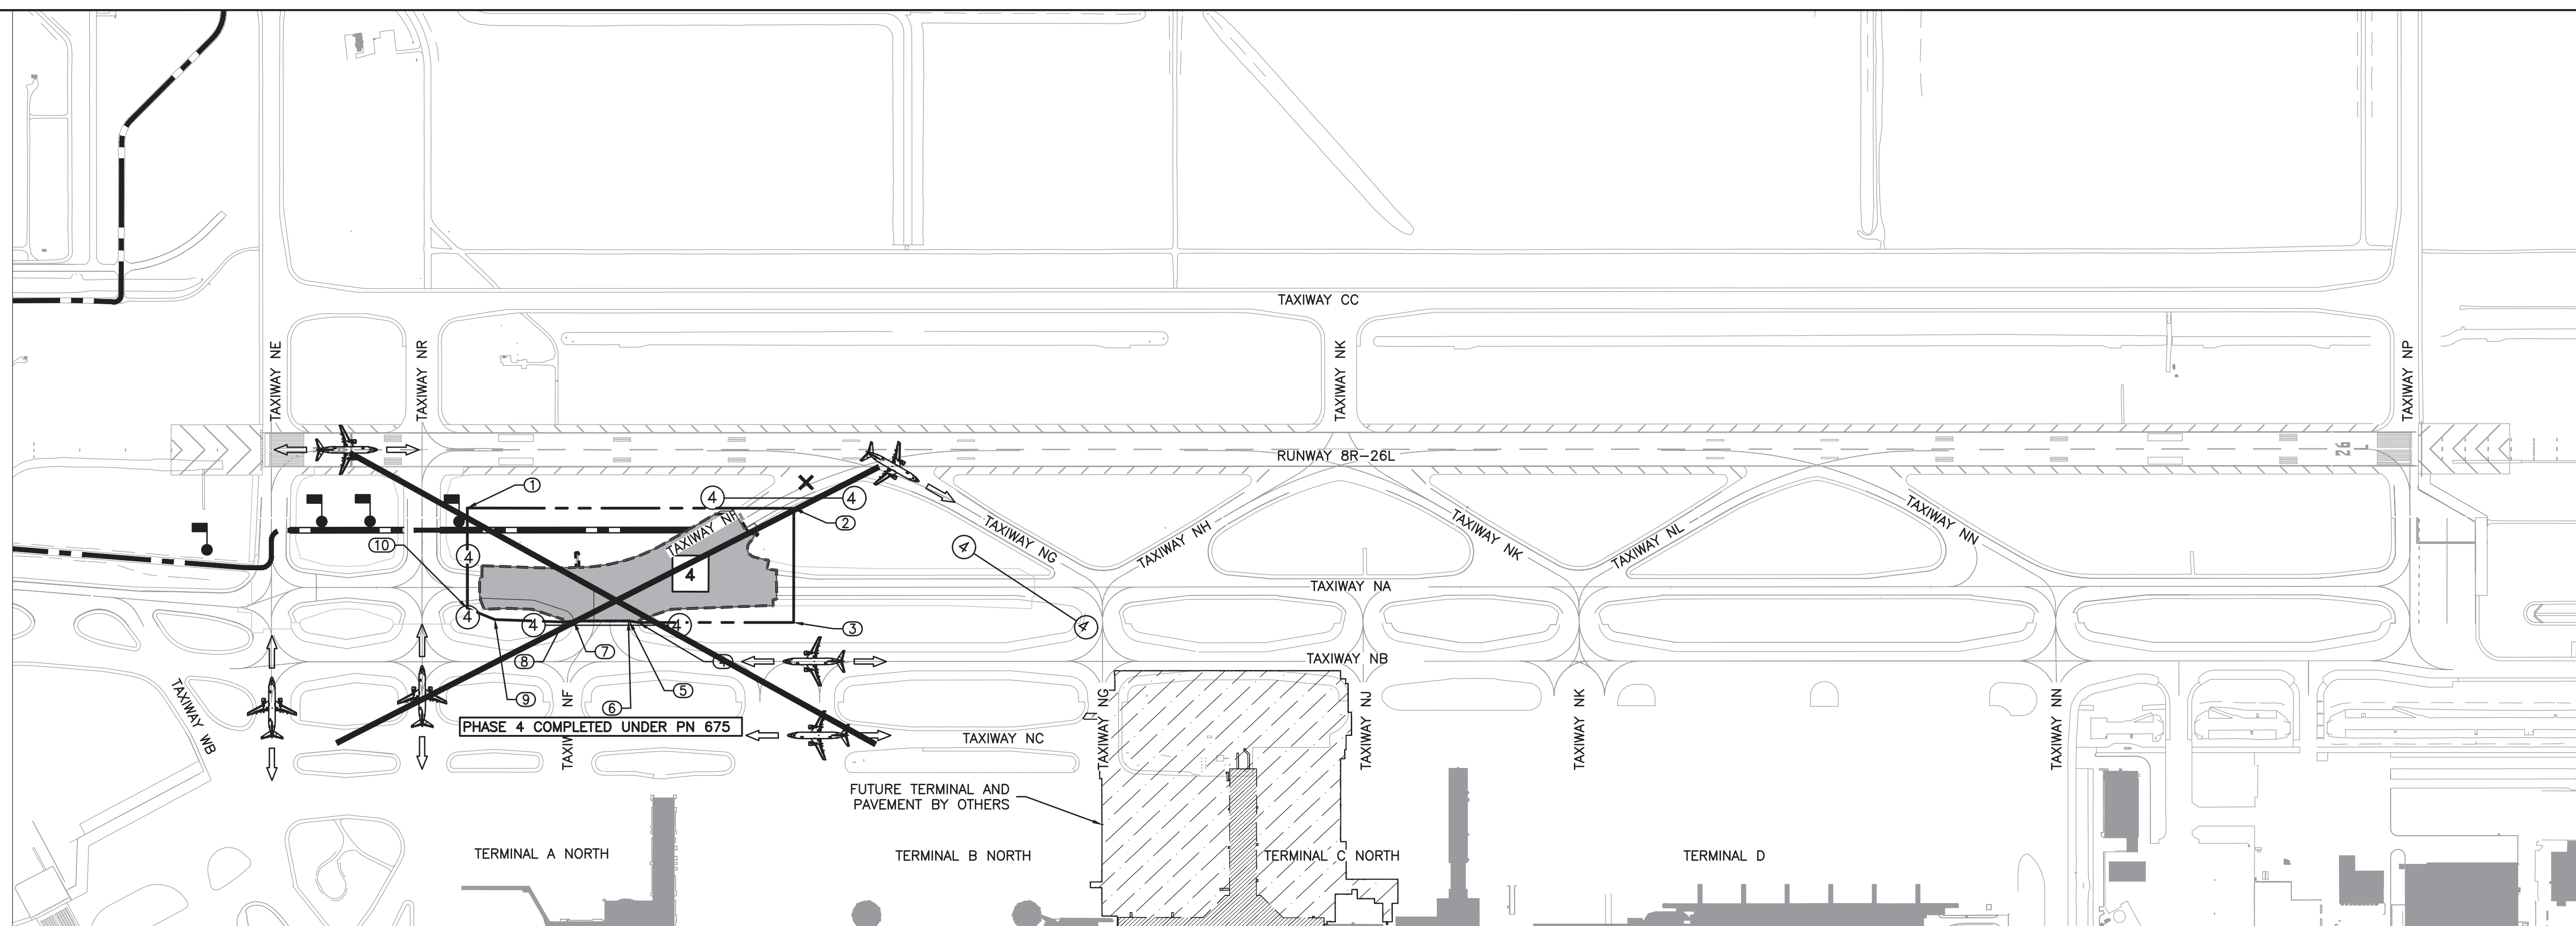 TAXIWAY CC
TAXIWAY NE
TAXIWAY NR
TAXIWAY NK
TAXIWAY NP
RUNWAY 8R-26L
26
L
1
4
4
2
TAXIWAY NF
TAXIWAY NG
TAXIWAY NH
TAXIWAY NK
TAXIWAY NL
TAXIWAY NN
10
4
4
4
TAXIWAY NA
4
4
4
4
3
8
7
4
TAXIWAY NB
5
9
6
TAXIWAY WB
NF
PHASE 4 COMPLETED UNDER PN 675
TAXIWAY NG
TAXIWAY NJ
TAXIWAY NK
TAXIWAY NN
TAXIWAY NC
FUTURE TERMINAL AND
PAVEMENT BY OTHERS
TERMINAL A NORTH
TERMINAL B NORTH
TERMINAL C NORTH
TERMINAL D